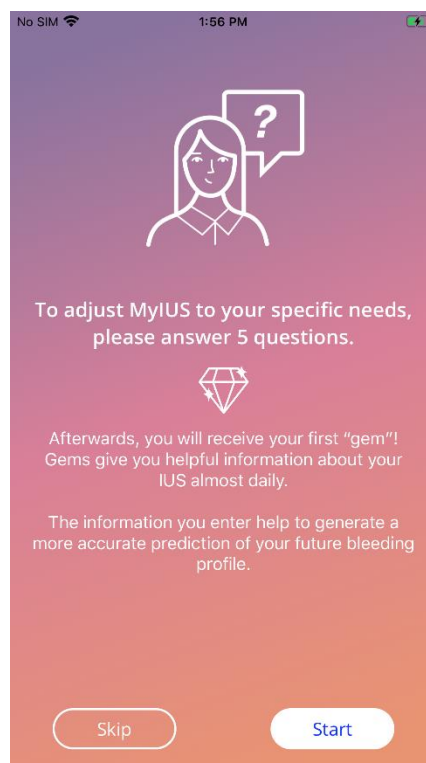 No SIM 1:56 PM
?
To adjust MyIUS to your specific needs,
please answer 5 questions.
Afterwards, you will receive your first “gem”!
Gems give you helpful information about your
IUS almost daily.
The information you enter help to generate a
more accurate prediction of your future bleeding
profile.
Skip Start